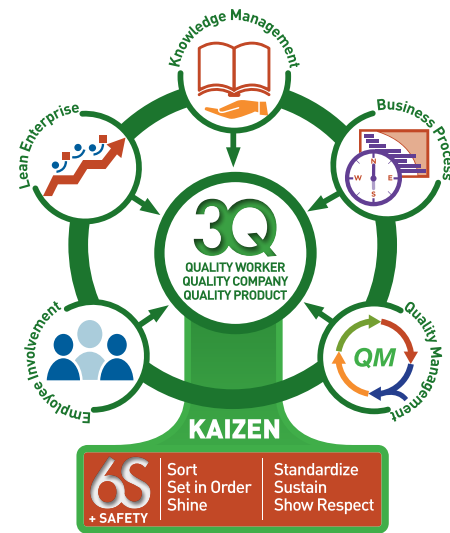 Knowledge Management
Lean Enterprise
Business Process
N
W E
S
3Q
QUALITY WORKER
QUALITY COMPANY
QUALITY PRODUCT
Employee Involvement
Quality Management
QM
KAIZEN
6S
+ SAFETY
Sort
Set in Order
Shine
Standardize
Sustain
Show Respect